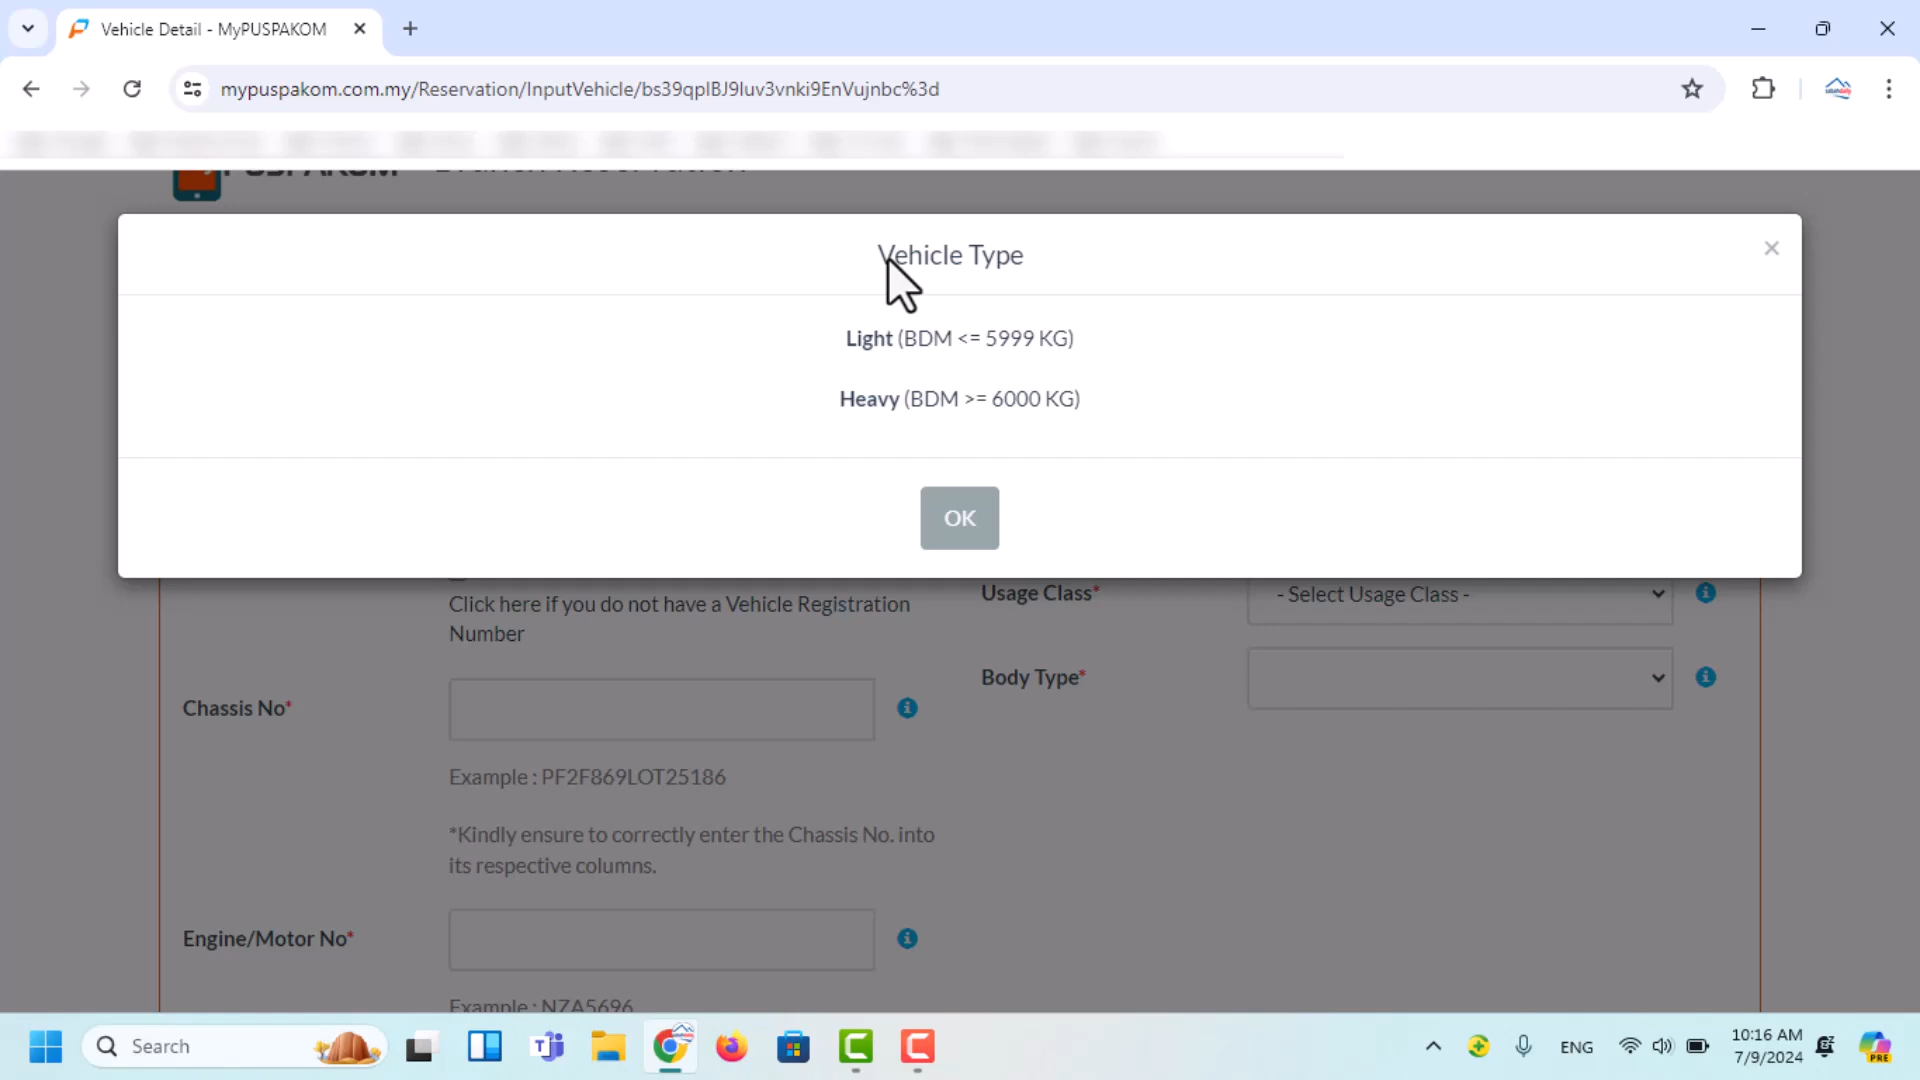 Vehicle Detail - MyPUSPAKOM
mypuspakom.com.my/Reservation/InputVehicle/bs39qplBJ9luv3vnki9EnVujnbc%3d
Vehicle Type
Light (BDM <= 5999 KG)
Heavy (BDM >= 6000 KG)
OK
Click here if you do not have a Vehicle Registration
Number
Usage Class*
- Select Usage Class -
Body Type*
Chassis No*
Example : PF2F869LOT25186
*Kindly ensure to correctly enter the Chassis No. into
its respective columns.
Engine/Motor No*
Example : NZA5696
Search
ENG
10:16 AM
7/9/2024
PRE